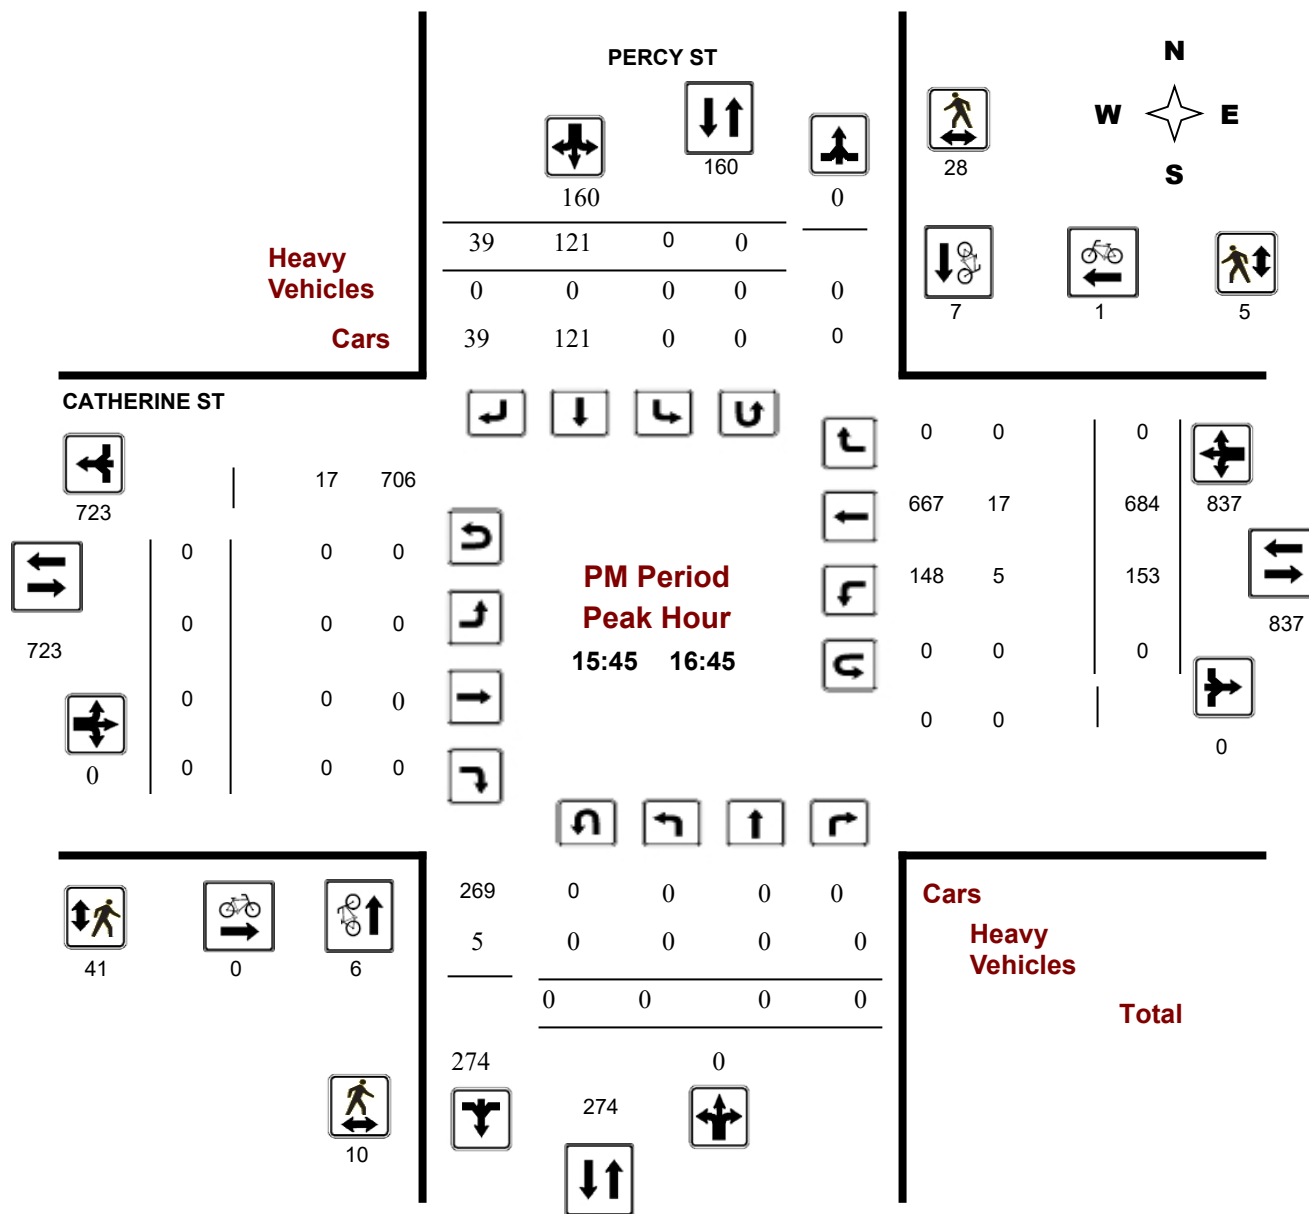 PERCY ST
N
W E
S
160
28
160 0
39 121 0 0
Heavy
Vehicles
0 0 0 0 0
7 1 5
Cars 39 121 0 0 0
CATHERINE ST
0 0 0
17 706
723
667 17 684 837
0 0 0
148 5 153
PM Period
Peak Hour
0 0 0
837
723
15:45 16:45
0 0 0
0 0 0
0 0
0
0 0 0
0
269 0 0 0 0
Cars
5 0 0 0 0
Heavy
Vehicles
41 0 6
0 0 0 0
Total
274 0
274
10